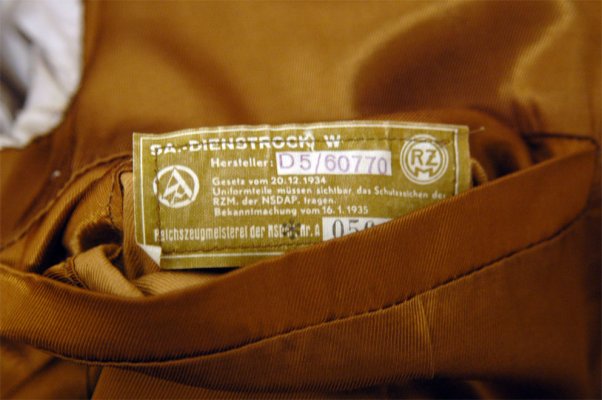 SA.-DIENSTROCK W
Hersteller: D5/60770
RZM
Gesetz vom 20.12.1934
Uniformteile müssen sichtbar, das Schutzzeichen der
RZM. der NSDAP. tragen.
Bekanntmachung vom 16.1.1935
Reichszeugmeisterei der Nr. A